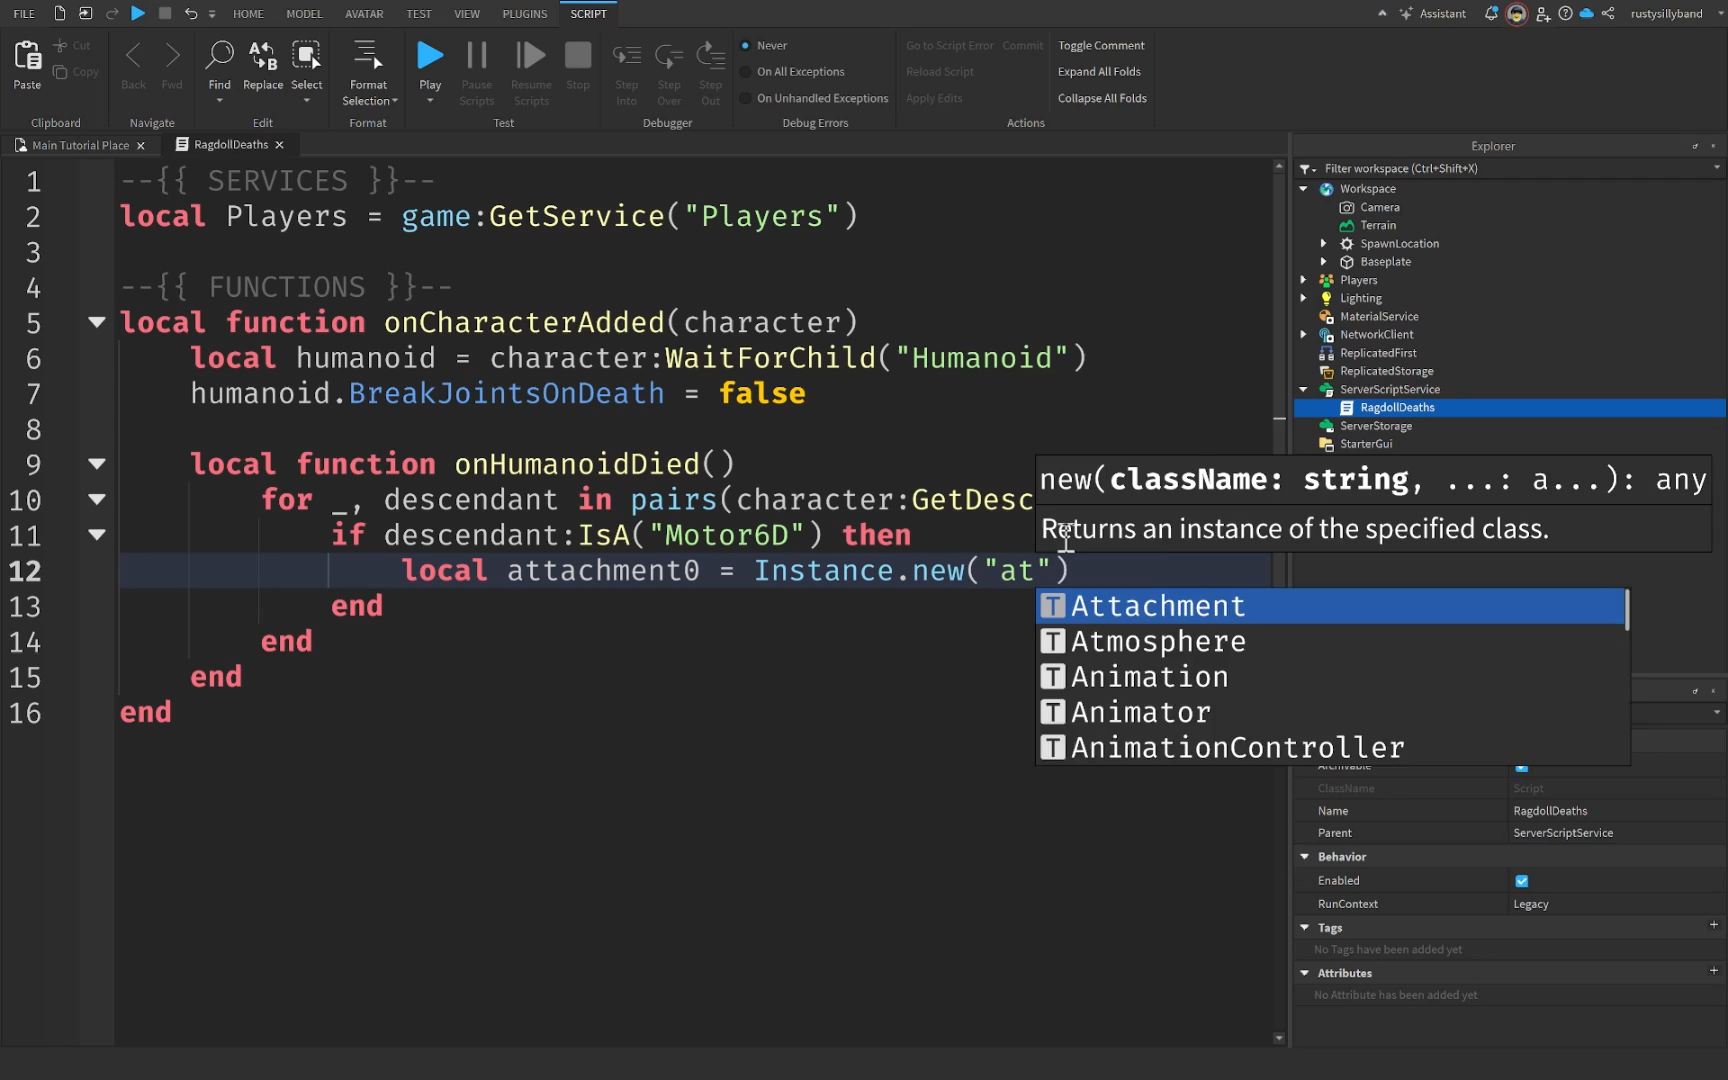 FILE HOME MODEL AVATAR TEST VIEW PLUGINS SCRIPT Assistant rustysillyband
Paste Cut Copy
Back Fwd
Find Replace Select
Format Selection
Play Pause Scripts Resume Scripts Stop
Step Into Step Over Step Out
Never
On All Exceptions
On Unhandled Exceptions
Go to Script Error Commit
Reload Script
Apply Edits
Toggle Comment
Expand All Folds
Collapse All Folds
Clipboard Navigate Edit Format Test Debugger Debug Errors Actions
Main Tutorial Place RagdollDeaths
1 --{{ SERVICES }}--
2 local Players = game:GetService("Players")
3
4 --{{ FUNCTIONS }}--
5 local function onCharacterAdded(character)
6 local humanoid = character:WaitForChild("Humanoid")
7 humanoid.BreakJointsOnDeath = false
8
9 local function onHumanoidDied()
10 for _, descendant in pairs(character:GetDesc
11 if descendant:IsA("Motor6D") then
12 local attachment0 = Instance.new("at")
13 end
14 end
15 end
16 end
new(className: string, ...: a...): any
Returns an instance of the specified class.
T Attachment
T Atmosphere
T Animation
T Animator
T AnimationController
Explorer
Filter workspace (Ctrl+Shift+X)
Workspace
Camera
Terrain
SpawnLocation
Baseplate
Players
Lighting
MaterialService
NetworkClient
ReplicatedFirst
ReplicatedStorage
ServerScriptService
RagdollDeaths
ServerStorage
StarterGui
Archivable
ClassName Script
Name RagdollDeaths
Parent ServerScriptService
Behavior
Enabled
RunContext Legacy
Tags
No Tags have been added yet
Attributes
No Attribute has been added yet